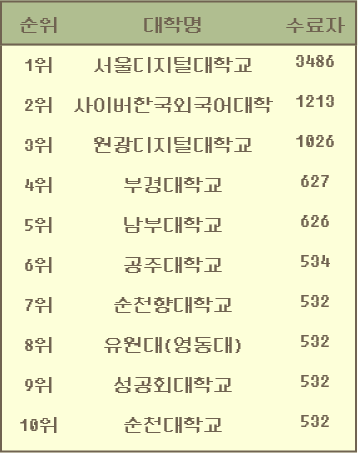 순위 대학명 수료자
1위 서울디지털대학교 3486
2위 사이버한국외국어대학 1213
3위 원광디지털대학교 1026
4위 부경대학교 627
5위 남부대학교 626
6위 공주대학교 534
7위 순천향대학교 532
8위 유원대(영동대) 532
9위 성공회대학교 532
10위 순천대학교 532